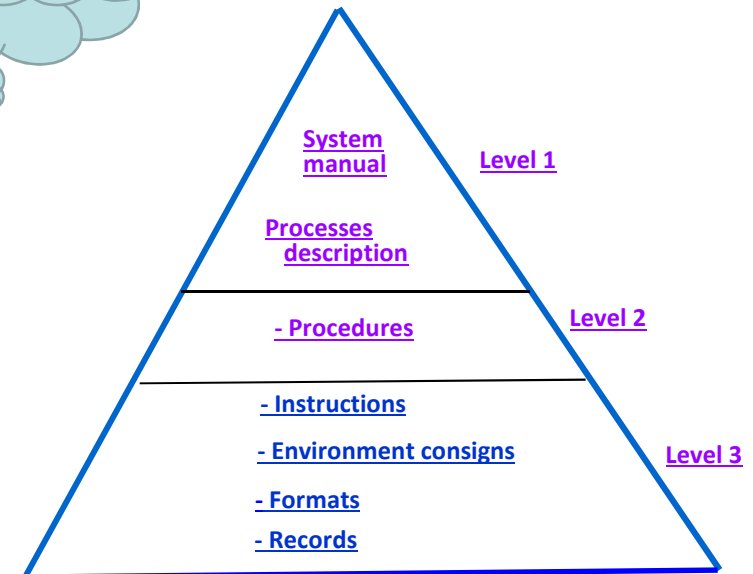 System
manual
Level 1
Processes
description
- Procedures
Level 2
- Instructions
- Environment consigns
Level 3
- Formats
- Records